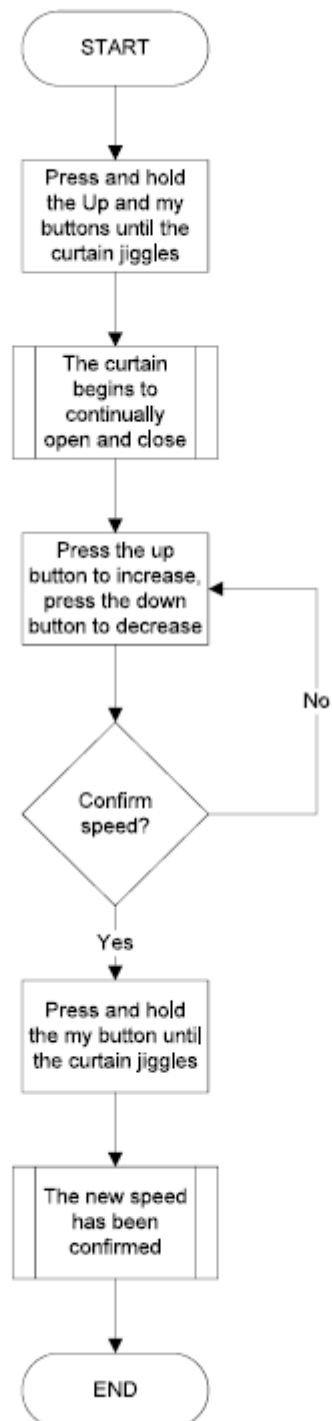 START
Press and hold
the Up and my
buttons until the
curtain jiggles
The curtain
begins to
continually
open and close
Press the up
button to increase,
press the down
button to decrease
No
Confirm
speed?
Yes
Press and hold
the my button until
the curtain jiggles
The new speed
has been
confirmed
END